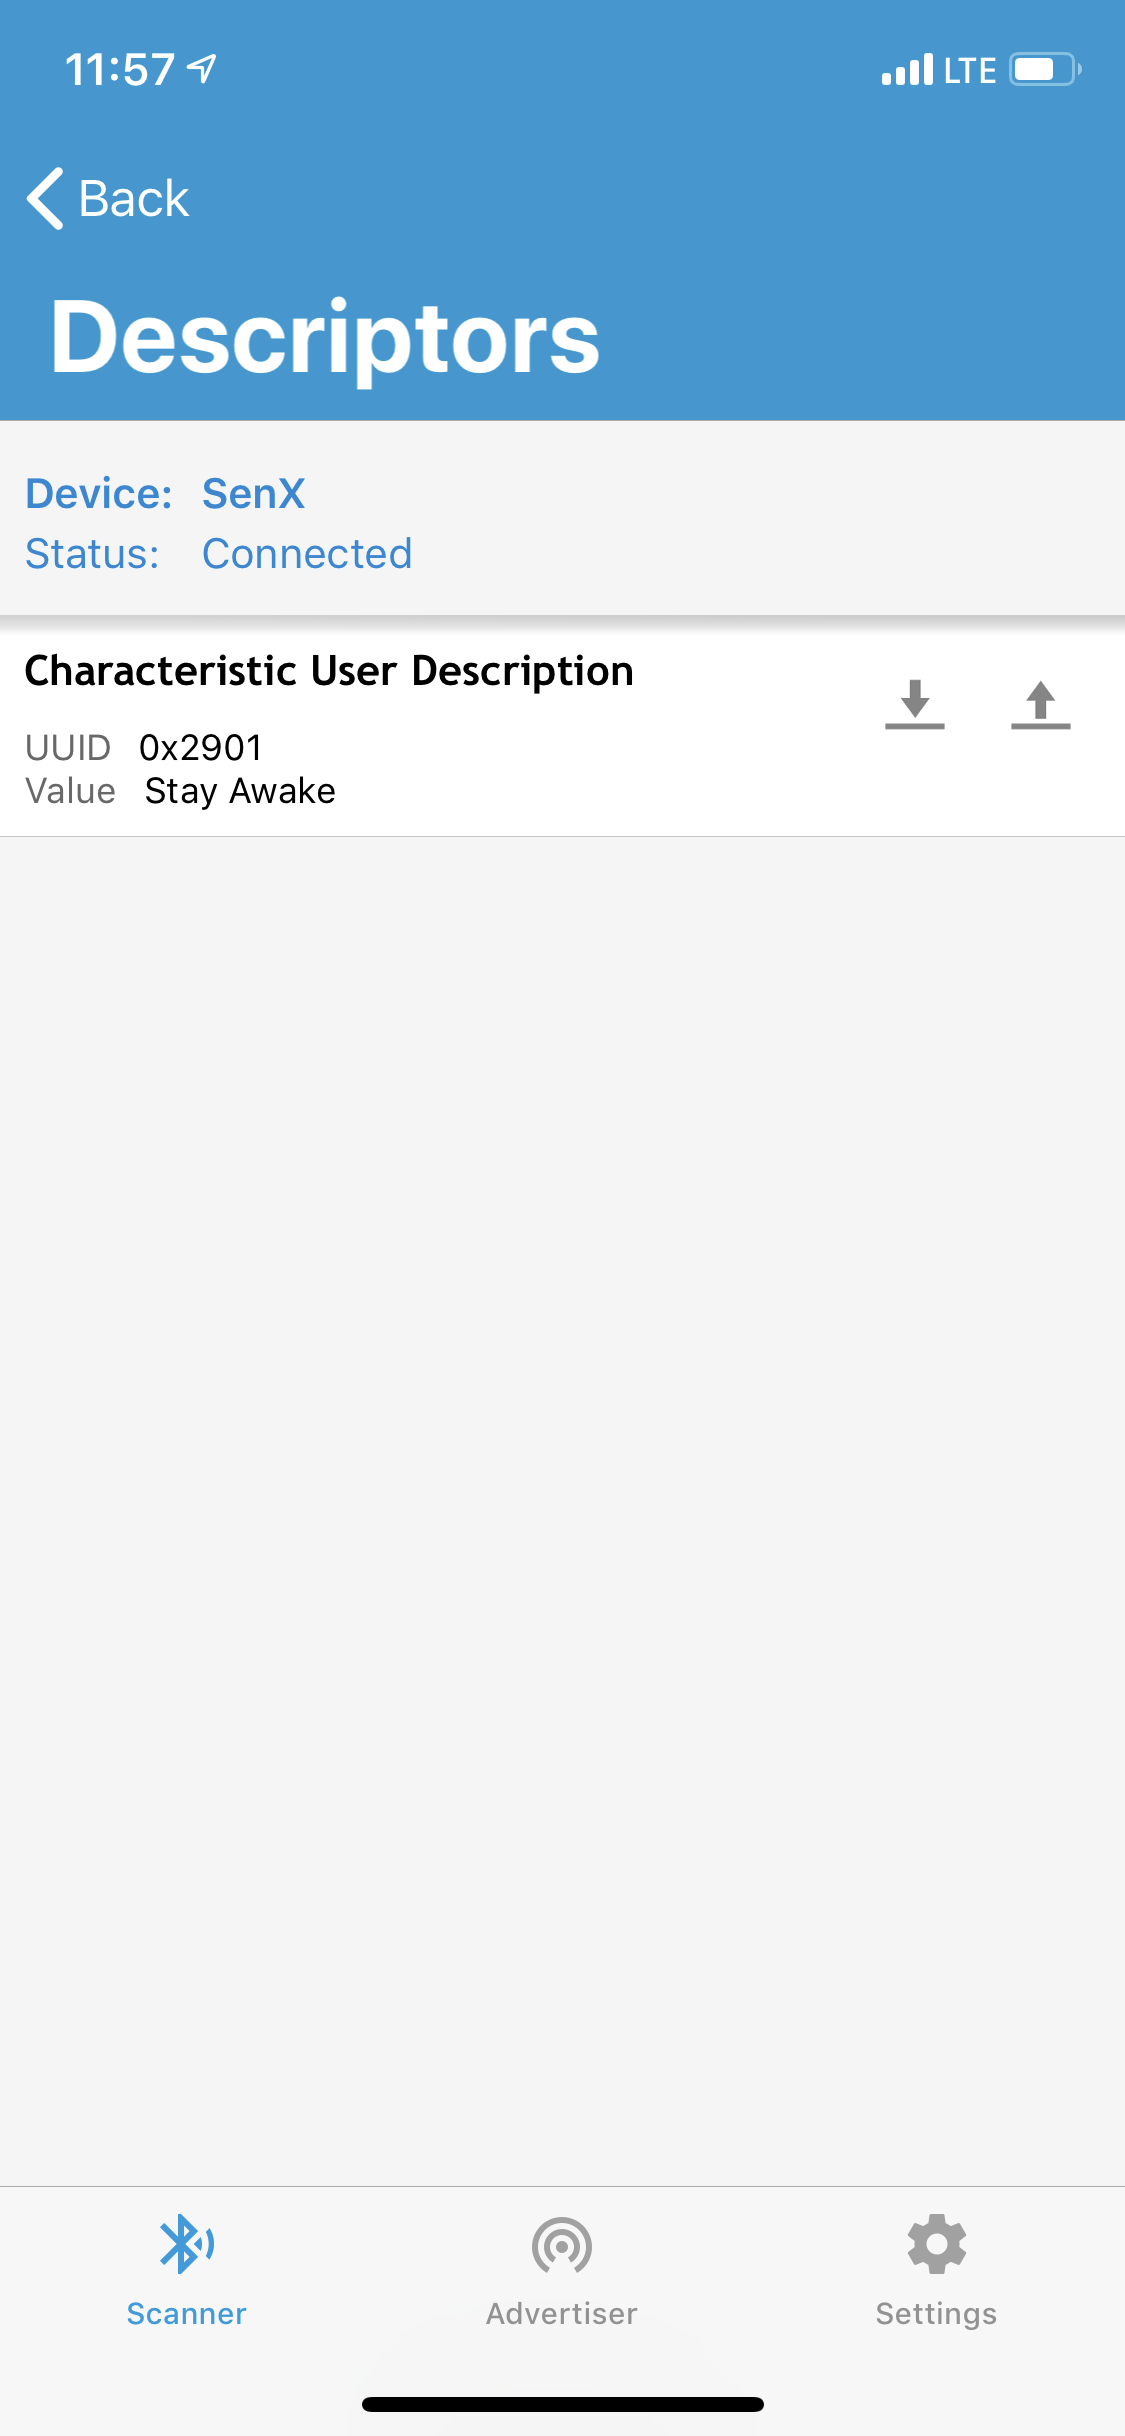 11:57 LTE
Back
Descriptors
Device: SenX
Status: Connected
Characteristic User Description
UUID 0x2901
Value Stay Awake
Scanner Advertiser Settings